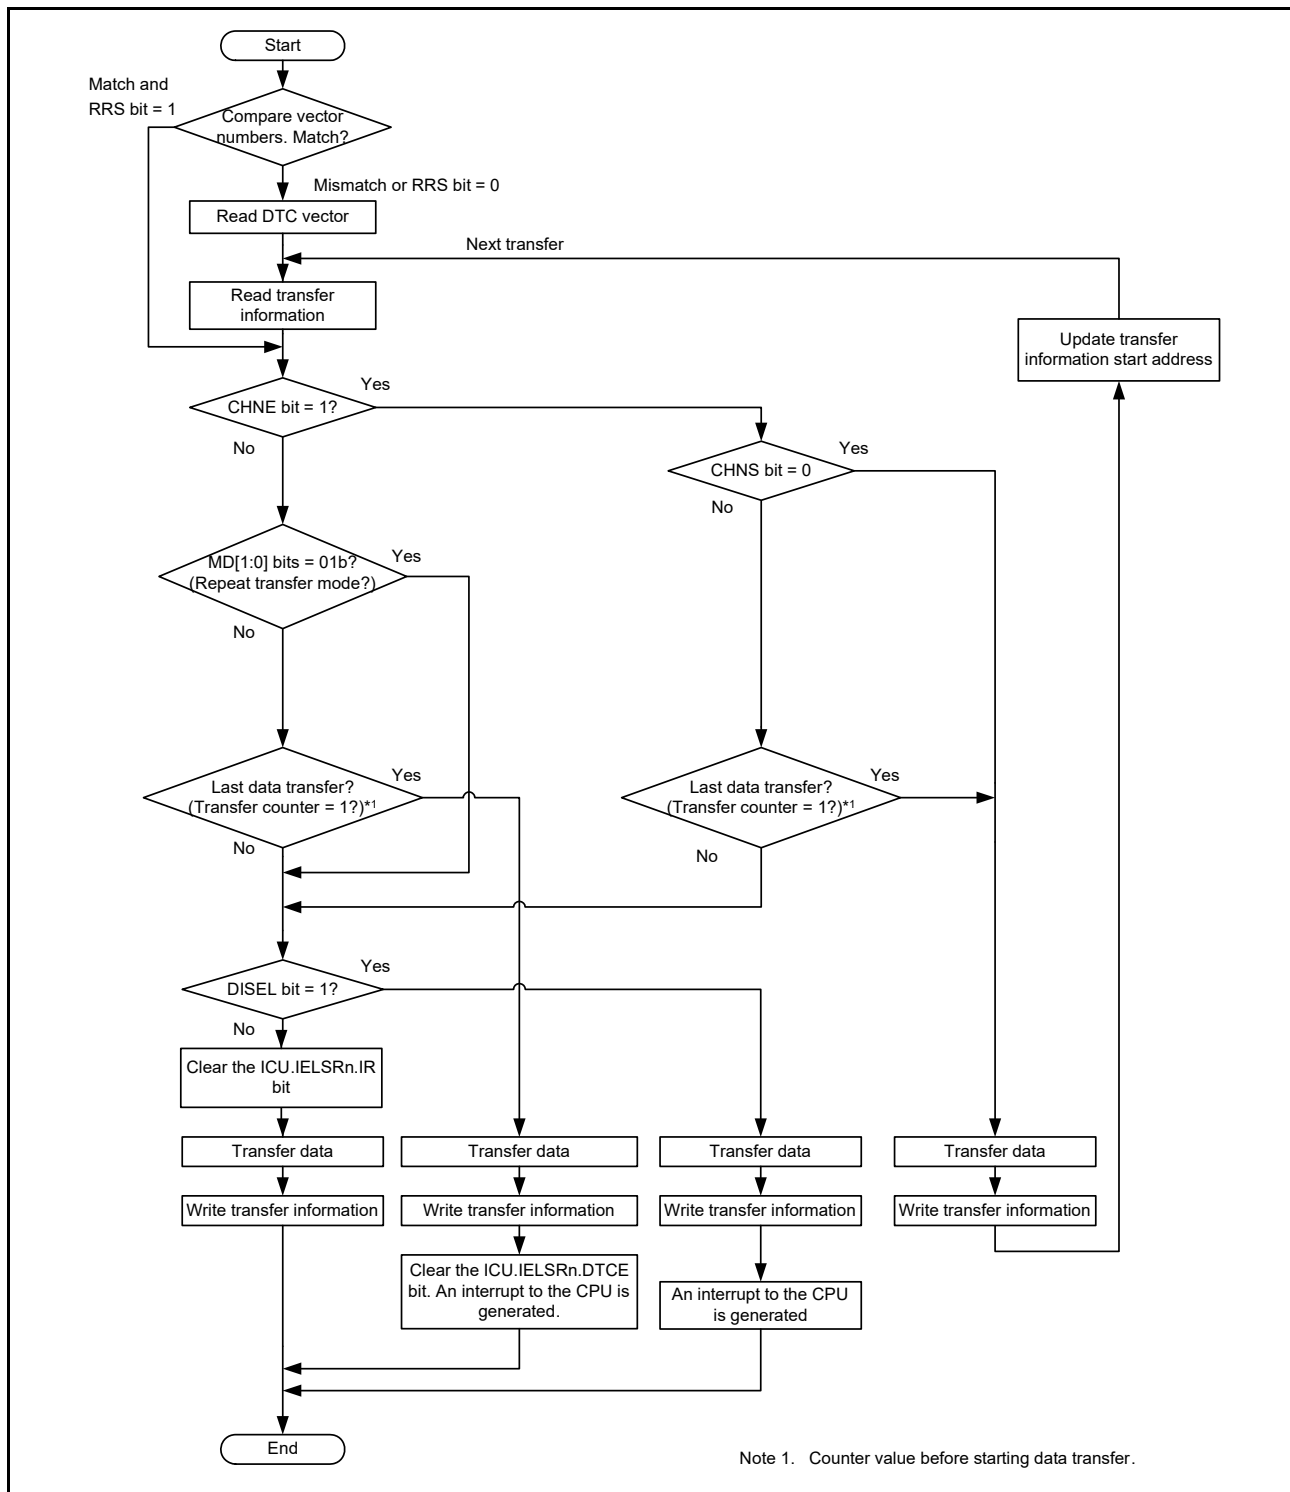 Start
Match and
RRS bit = 1
Compare vector
numbers. Match?
Mismatch or RRS bit = 0
Read DTC vector
Next transfer
Read transfer
information
Update transfer
information start address
Yes
CHNE bit = 1?
No
Yes
CHNS bit = 0
No
MD[1:0] bits = 01b?
(Repeat transfer mode?)
Yes
No
Last data transfer?
(Transfer counter = 1?)*1
Yes
No
Last data transfer?
(Transfer counter = 1?)*1
Yes
No
Yes
DISEL bit = 1?
No
Clear the ICU.IELSRn.IR
bit
Transfer data
Transfer data
Transfer data
Transfer data
Write transfer information
Write transfer information
Write transfer information
Write transfer information
Clear the ICU.IELSRn.DTCE
bit. An interrupt to the CPU is
generated.
An interrupt to the CPU
is generated
End
Note 1. Counter value before starting data transfer.